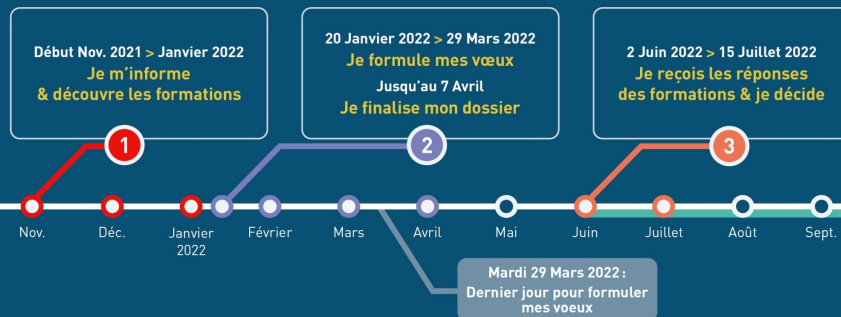 Début Nov. 2021 > Janvier 2022
Je m'informe
& découvre les formations
1
20 Janvier 2022 > 29 Mars 2022
Je formule mes vœux
Jusqu'au 7 Avril
Je finalise mon dossier
2
2 Juin 2022 > 15 Juillet 2022
Je reçois les réponses
des formations & je décide
3
Nov.
Déc.
Janvier
2022
Février
Mars
Avril
Mai
Juin
Juillet
Août
Sept.
Mardi 29 Mars 2022 :
Dernier jour pour formuler
mes voeux